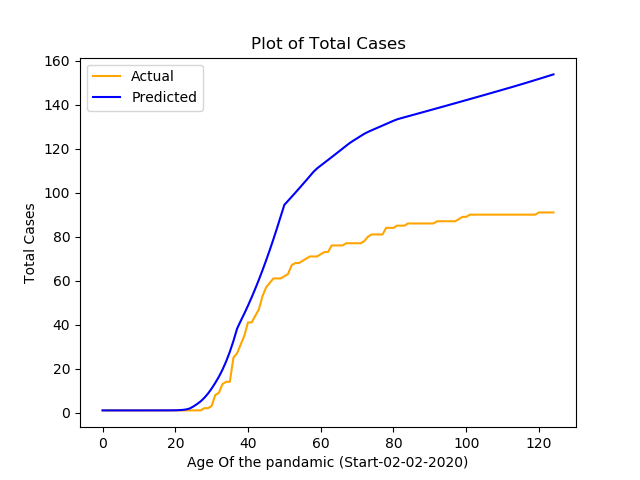 Plot of Total Cases
Actual
Predicted
160
140
120
100
80
60
40
20
0
Total Cases
0 20 40 60 80 100 120
Age Of the pandamic (Start-02-02-2020)